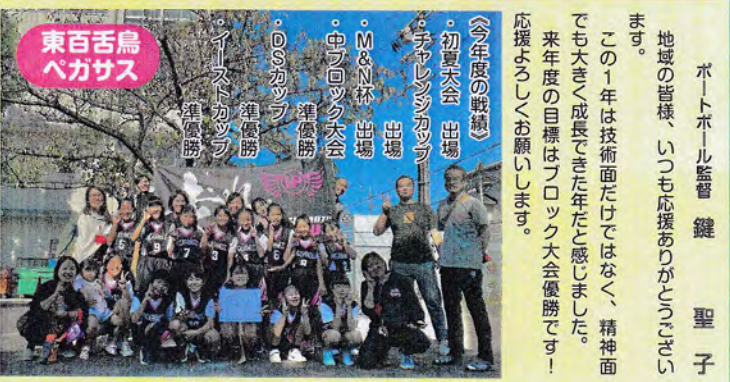 ポートボール監督　鍵　聖子
地域の皆様、いつも応援ありがとうござい
ます。
この1年は技術面だけではなく、精神面
でも大きく成長できた年だと感じました。
来年度の目標はブロック大会優勝です！
応援よろしくお願いします。
《今年度の戦績》
・初夏大会　出場
・チャレンジカップ
出場
・M&N杯　出場
・中ブロック大会
準優勝
・DSカップ
準優勝
・イーストカップ
準優勝
東百舌鳥
ペガサス